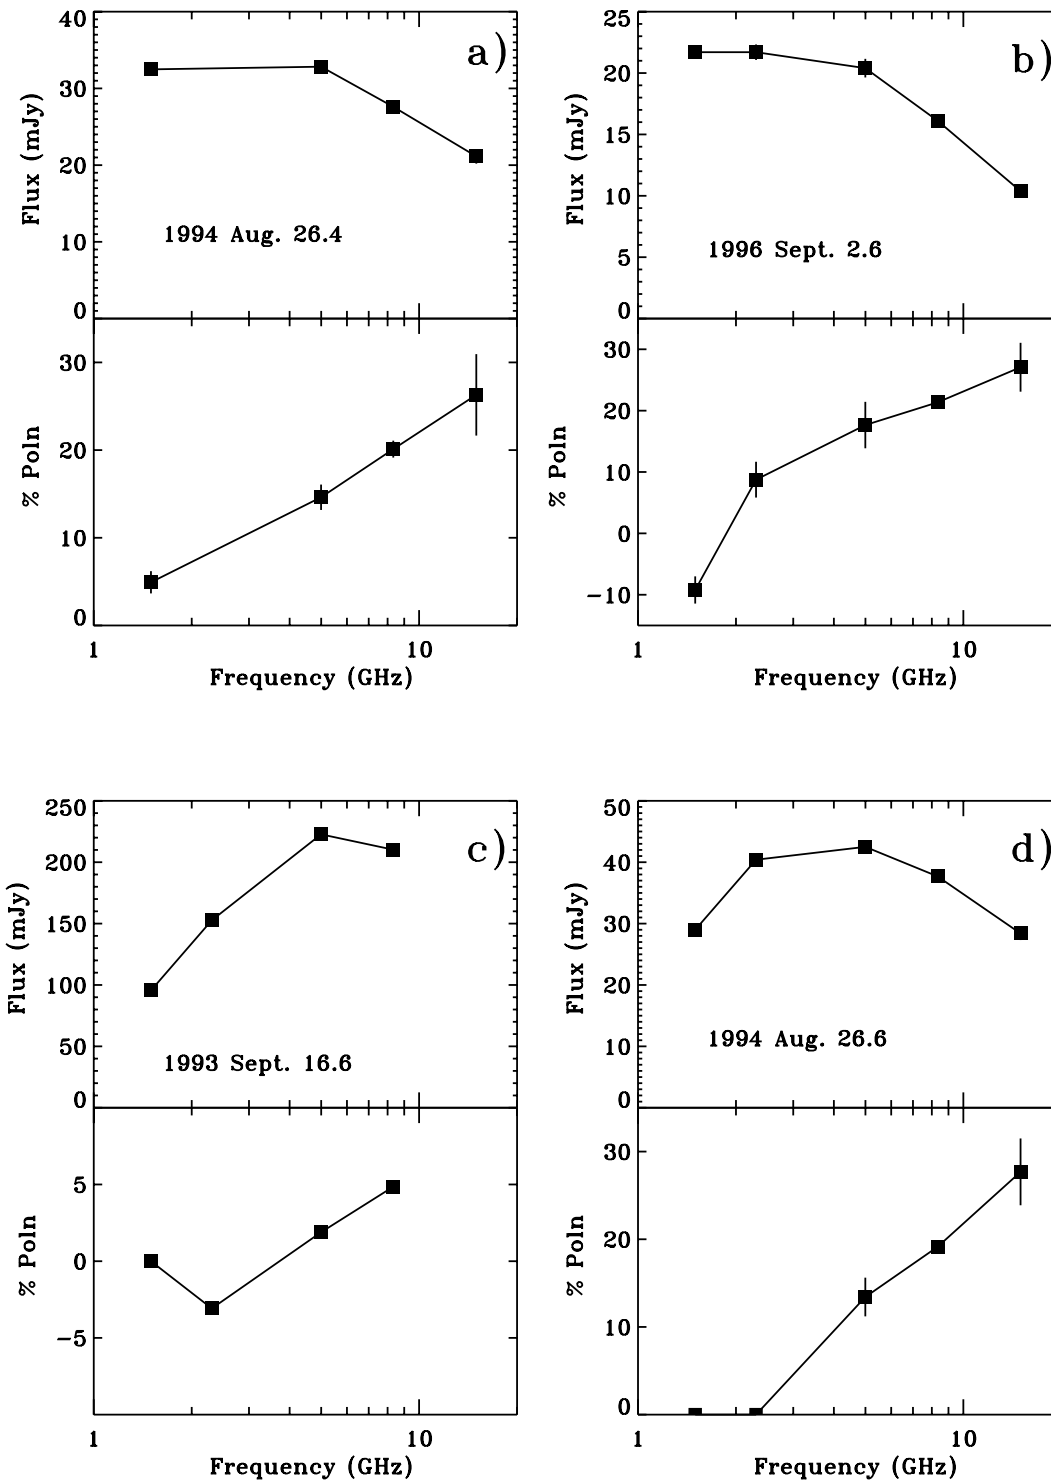 a)
40
30
20
10
0
Flux (mJy)
1994 Aug. 26.4
30
20
10
0
% Poln
1
10
Frequency (GHz)
b)
25
20
15
10
5
0
Flux (mJy)
1996 Sept. 2.6
30
20
10
0
−10
% Poln
1
10
Frequency (GHz)
c)
250
200
150
100
50
0
Flux (mJy)
1993 Sept. 16.6
5
0
−5
% Poln
1
10
Frequency (GHz)
d)
50
40
30
20
10
0
Flux (mJy)
1994 Aug. 26.6
30
20
10
0
% Poln
1
10
Frequency (GHz)